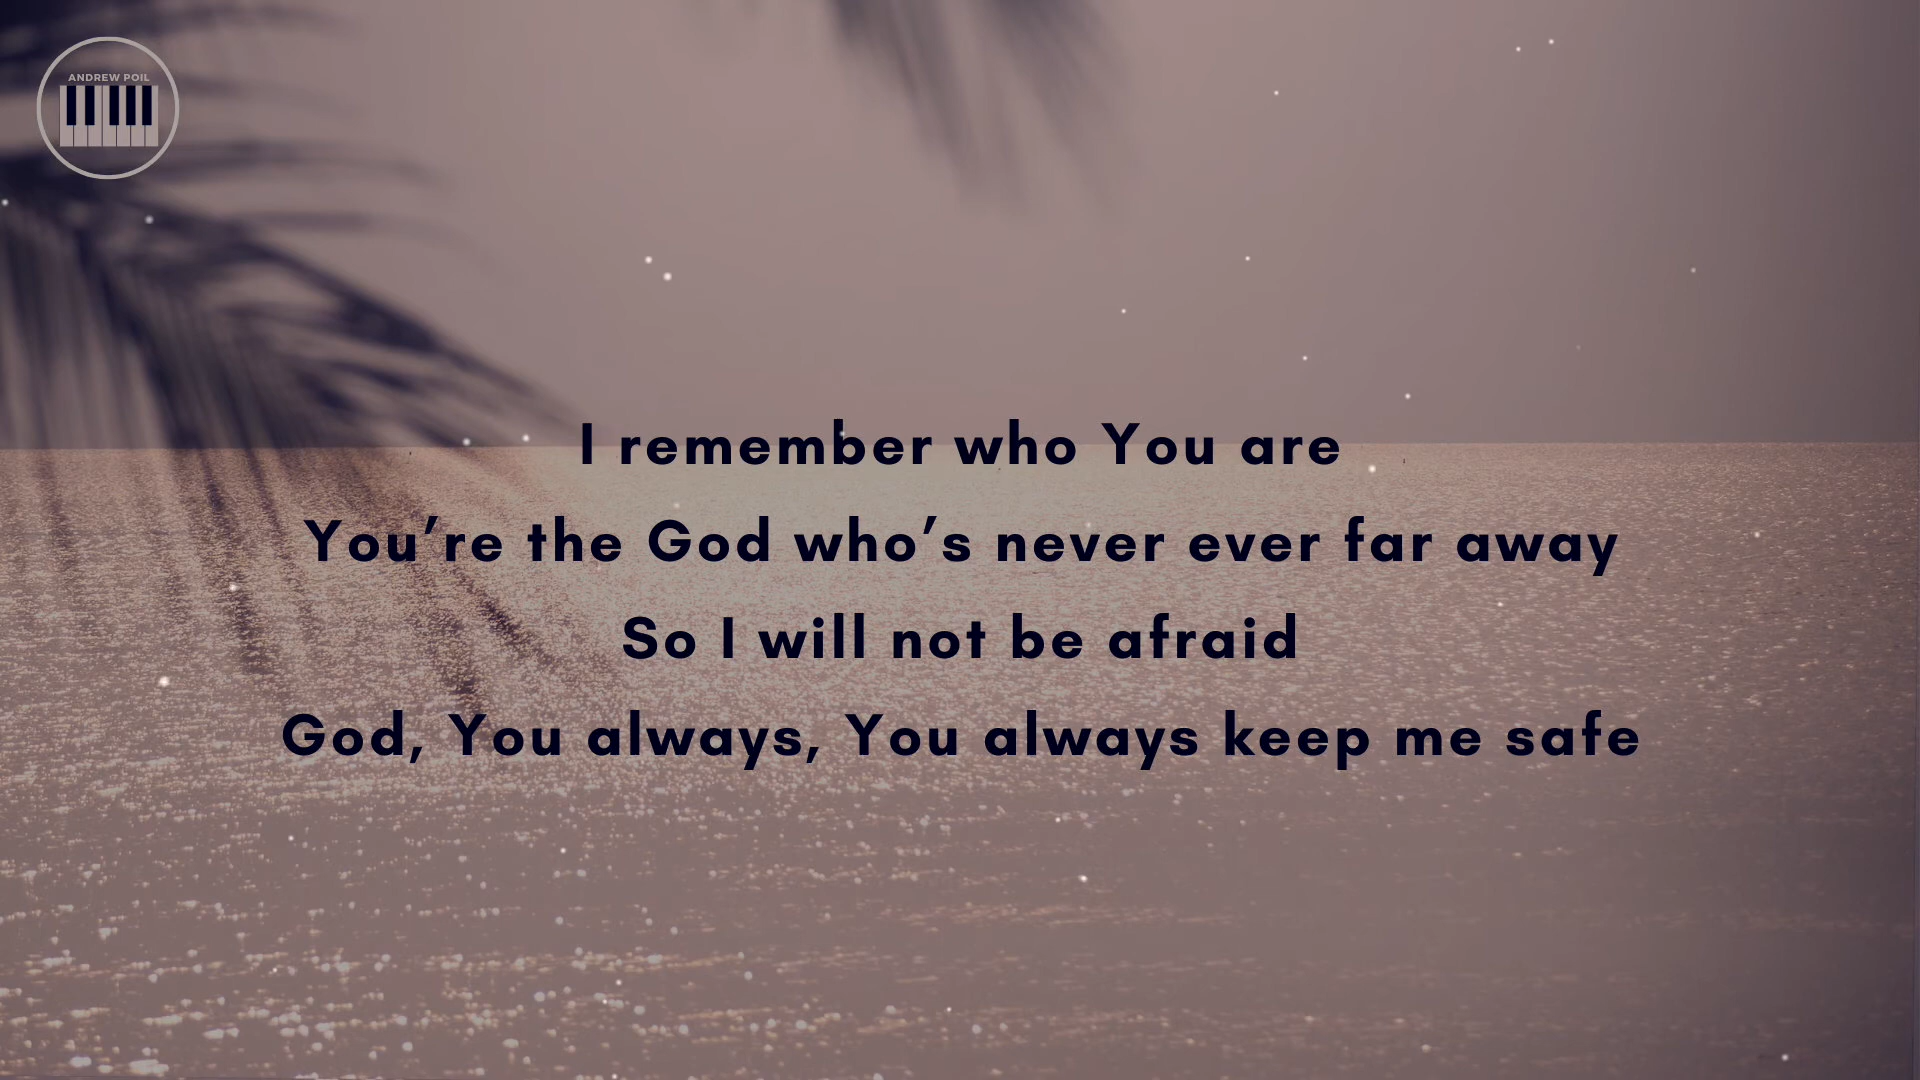 ANDREW POIL
I remember who You are
You’re the God who’s never ever far away
So I will not be afraid
God, You always, You always keep me safe